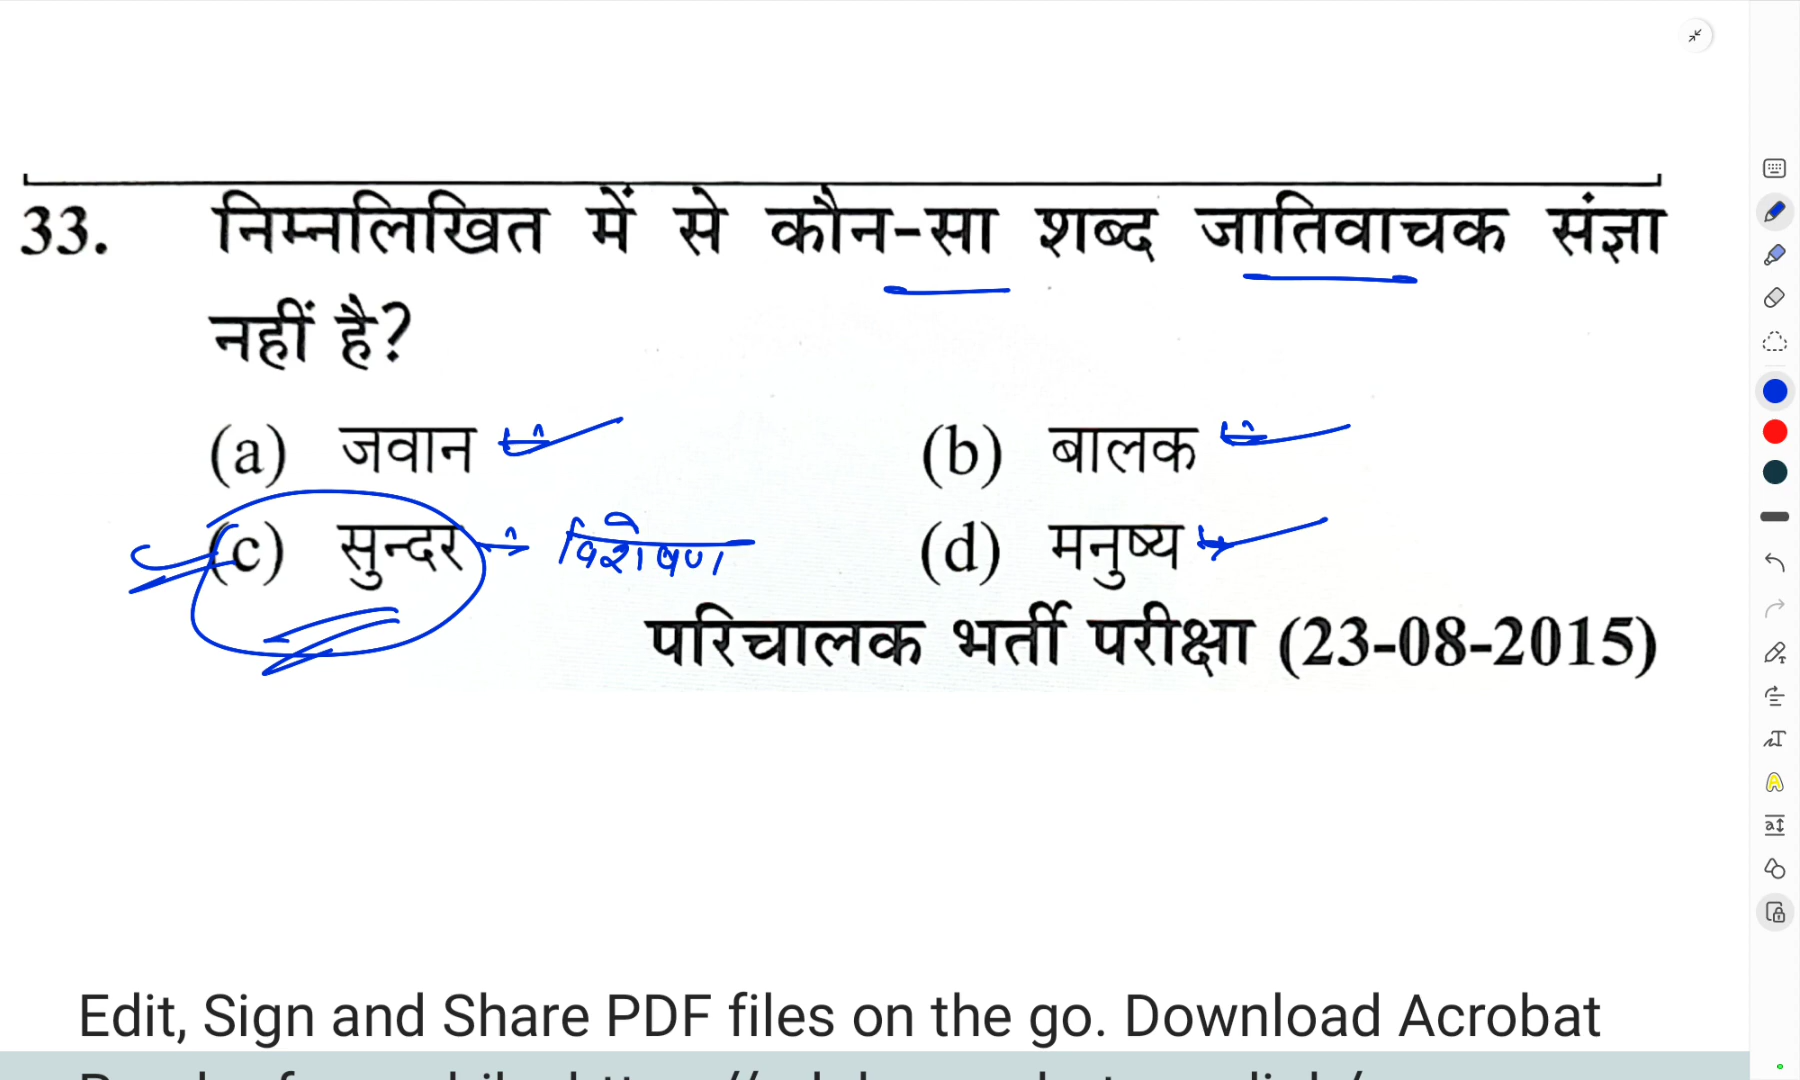 33. निम्नलिखित में से कौन-सा शब्द जातिवाचक संज्ञा
नहीं है?
(a) जवान (b) बालक
(c) सुन्दर → विशेषण (d) मनुष्य
परिचालक भर्ती परीक्षा (23-08-2015)
Edit, Sign and Share PDF files on the go. Download Acrobat